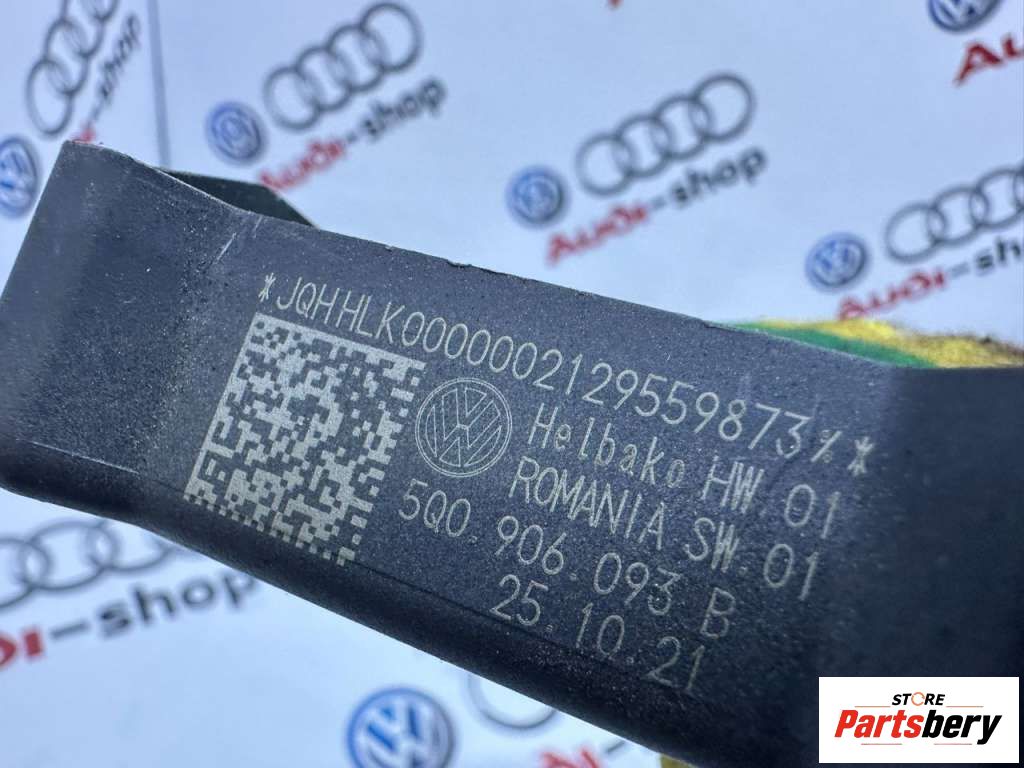 AUDI-shop
AUDI-shop
AUDI-shop
AUDI-shop
*JQHHLK0000002129559873%*
Helbako HW.01
ROMANIA SW.01
5Q0.906.093 B
25.10.21
STORE
Partsbery